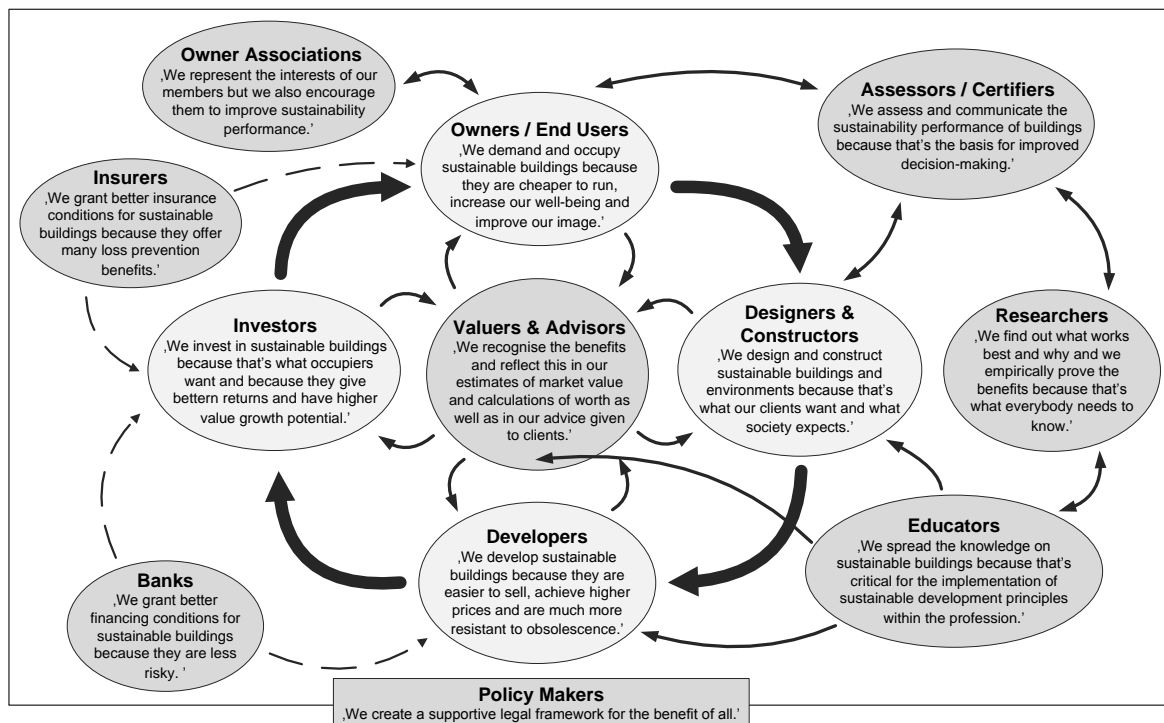 Owner Associations
‚We represent the interests of our
members but we also encourage
them to improve sustainability
performance.’
Assessors / Certifiers
‚We assess and communicate the
sustainability performance of buildings
because that’s the basis for improved
decision-making.’
Owners / End Users
‚We demand and occupy
sustainable buildings because
they are cheaper to run,
increase our well-being and
improve our image.’
Insurers
‚We grant better insurance
conditions for sustainable
buildings because they offer
many loss prevention
benefits.’
Investors
‚We invest in sustainable buildings
because that’s what occupiers
want and because they give
bettern returns and have higher
value growth potential.’
Valuers & Advisors
‚We recognise the benefits
and reflect this in our
estimates of market value
and calculations of worth as
well as in our advice given
to clients.’
Designers &
Constructors
‚We design and construct
sustainable buildings and
environments because that’s
what our clients want and what
society expects.’
Researchers
‚We find out what works
best and why and we
empirically prove the
benefits because that’s
what everybody needs to
know.’
Developers
‚We develop sustainable
buildings because they are
easier to sell, achieve higher
prices and are much more
resistant to obsolescence.’
Educators
‚We spread the knowledge on
sustainable buildings because that’s
critical for the implementation of
sustainable development principles
within the profession.’
Banks
‚We grant better
financing conditions for
sustainable buildings
because they are less
risky. ’
Policy Makers
‚We create a supportive legal framework for the benefit of all.’